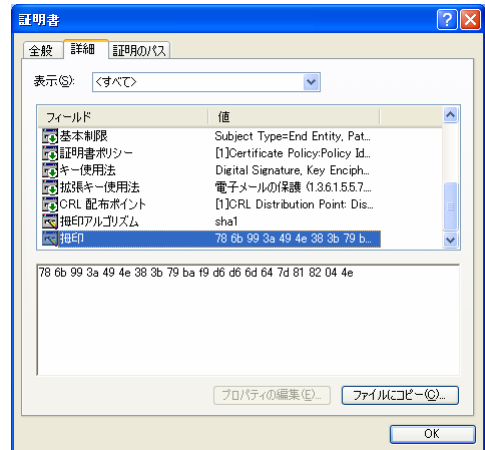 証明書
全般 詳細 証明のパス
表示(S): <すべて>
フィールド 値
基本制限 Subject Type=End Entity, Pat...
証明書ポリシー [1]Certificate Policy:Policy Id...
キー使用法 Digital Signature, Key Enciph...
拡張キー使用法 電子メールの保護 (1.3.6.1.5.5.7....
CRL 配布ポイント [1]CRL Distribution Point: Dis...
拇印アルゴリズム sha1
拇印 78 6b 99 3a 49 4e 38 3b 79 b...
78 6b 99 3a 49 4e 38 3b 79 ba f9 d6 d6 6d 64 7d 81 82 04 4e
プロパティの編集(E)... ファイルにコピー(C)...
OK